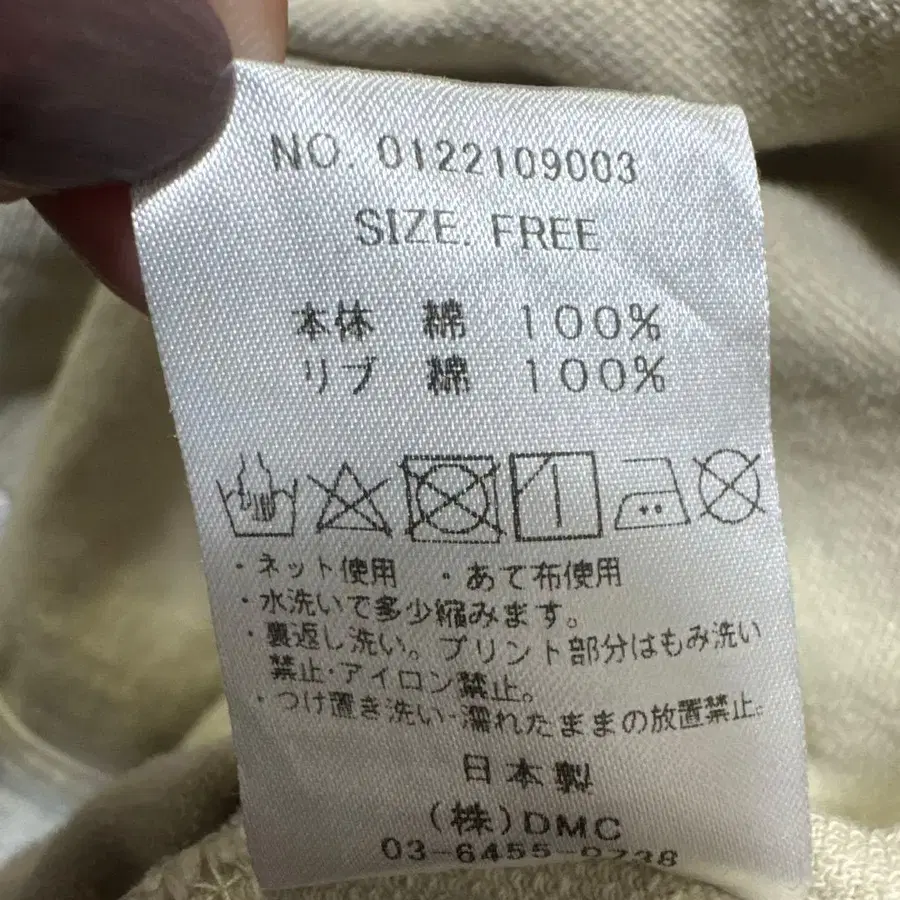 NO. 0122109003
SIZE. FREE
本体 綿 100%
リブ 綿 100%
・ネット使用 ・あて布使用
・水洗いで多少縮みます。
・裏返し洗い。プリント部分はもみ洗い
禁止・アイロン禁止。
・つけ置き洗い・濡れたままの放置禁止。
日本製
(株)DMC
03-6455-